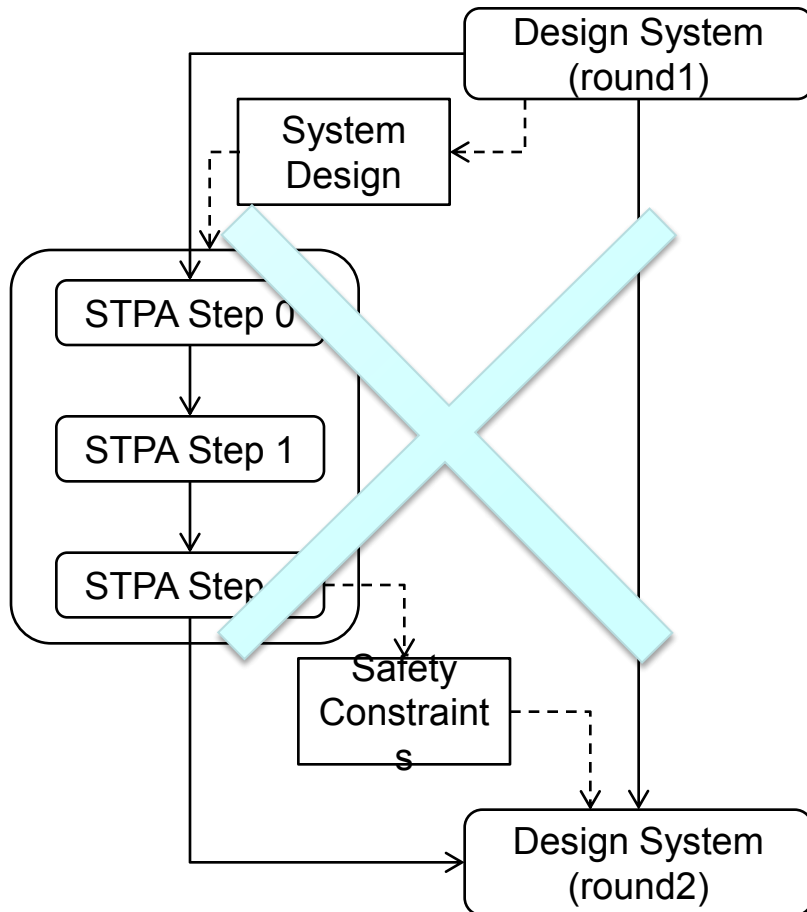 Design System
(round1)
System
Design
STPA Step 0
STPA Step 1
STPA Step
Safety
Constraint
s
Design System
(round2)